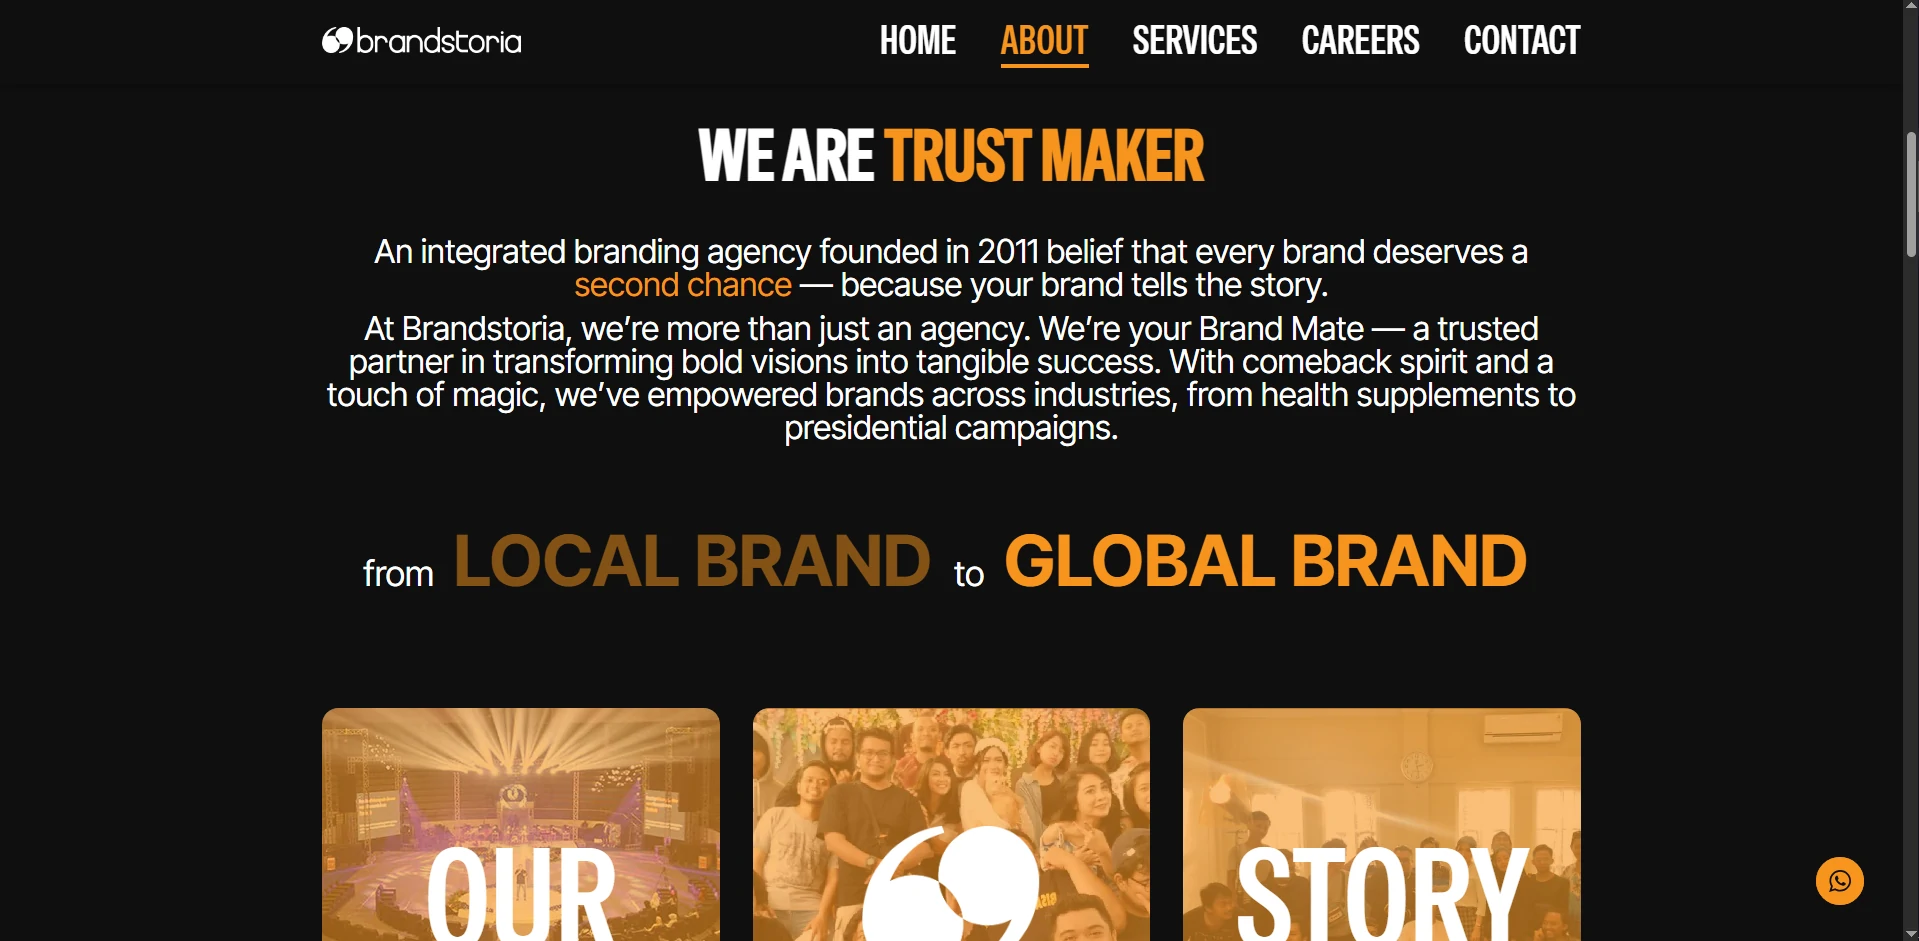 brandstoria
HOME ABOUT SERVICES CAREERS CONTACT
WE ARE TRUST MAKER
An integrated branding agency founded in 2011 belief that every brand deserves a
second chance — because your brand tells the story.
At Brandstoria, we’re more than just an agency. We’re your Brand Mate — a trusted
partner in transforming bold visions into tangible success. With comeback spirit and a
touch of magic, we’ve empowered brands across industries, from health supplements to
presidential campaigns.
from LOCAL BRAND to GLOBAL BRAND
OUR
STORY